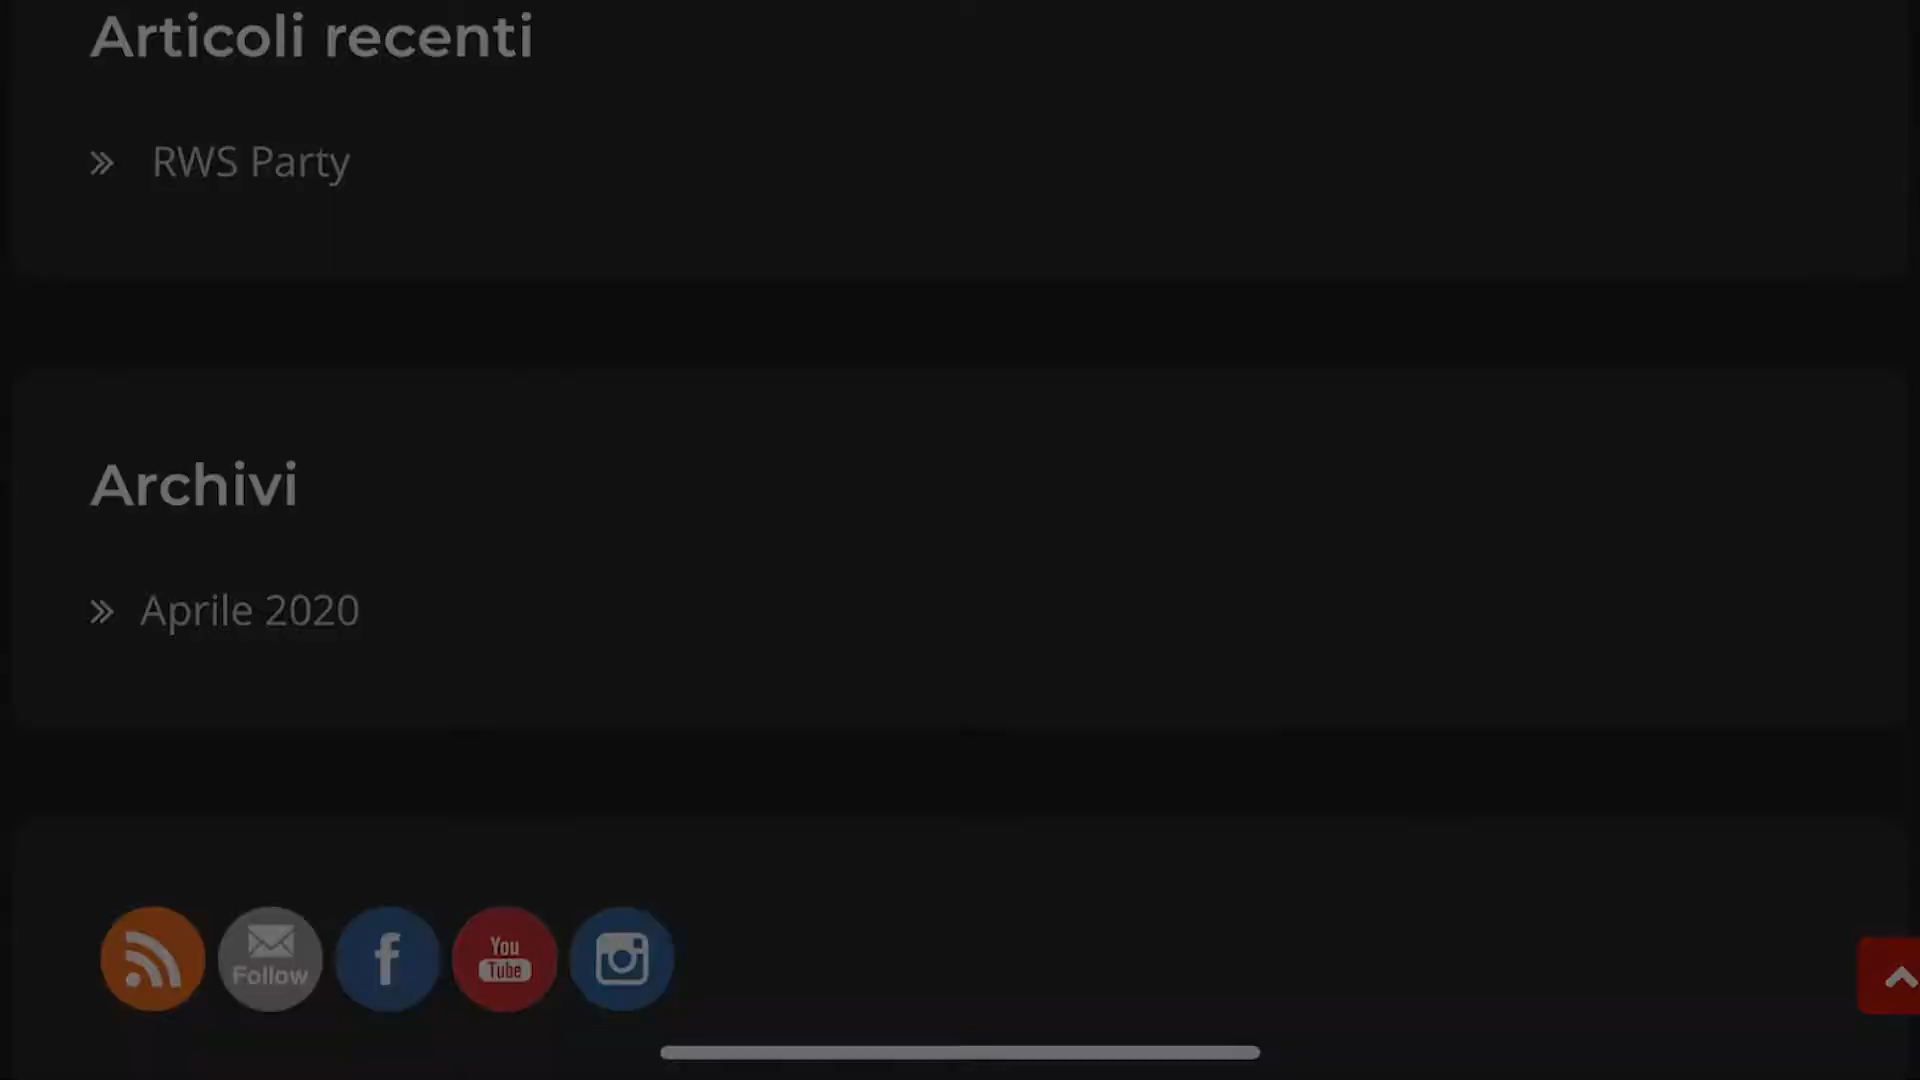 Articoli recenti
» RWS Party
Archivi
» Aprile 2020
Follow
f
You
Tube